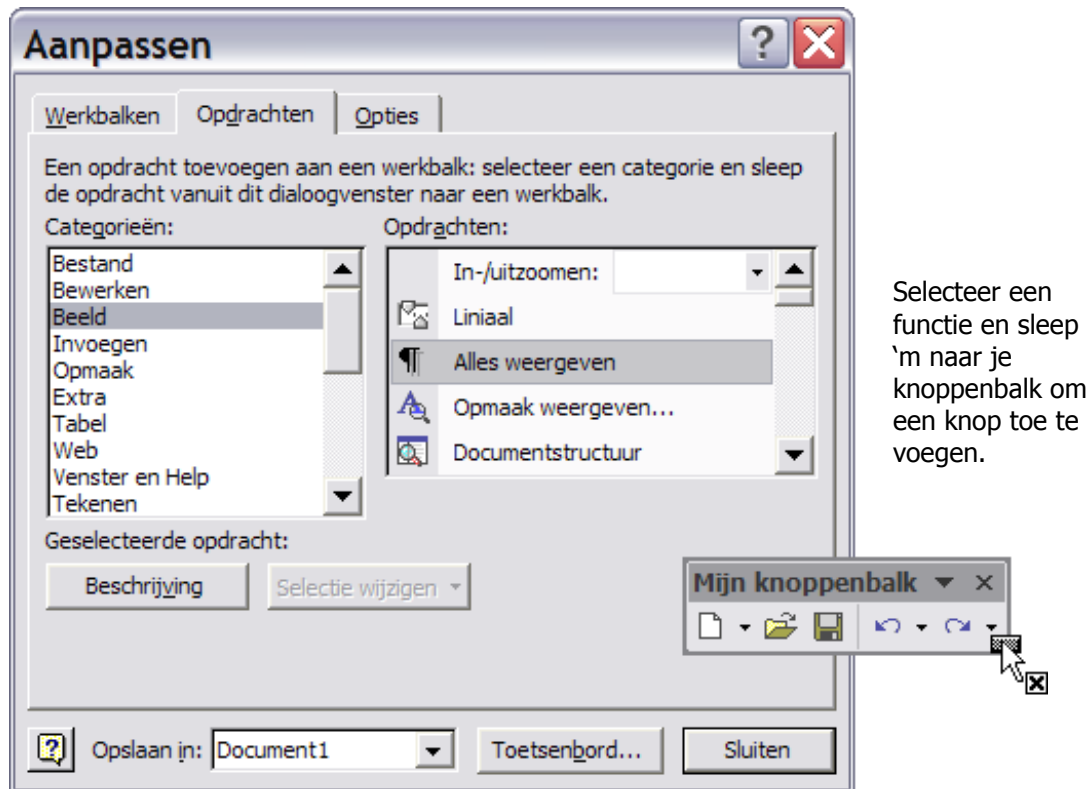 Aanpassen
Werkbalken Opdrachten Opties
Een opdracht toevoegen aan een werkbalk: selecteer een categorie en sleep
de opdracht vanuit dit dialoogvenster naar een werkbalk.
Categorieën:
Bestand
Bewerken
Beeld
Invoegen
Opmaak
Extra
Tabel
Web
Venster en Help
Tekenen
Opdrachten:
In-/uitzoomen:
Liniaal
Alles weergeven
Opmaak weergeven...
Documentstructuur
Geselecteerde opdracht:
Beschrijving Selectie wijzigen
Opslaan in: Document1 Toetsenbord... Sluiten
Selecteer een
functie en sleep
‘m naar je
knoppenbalk om
een knop toe te
voegen.
Mijn knoppenbalk